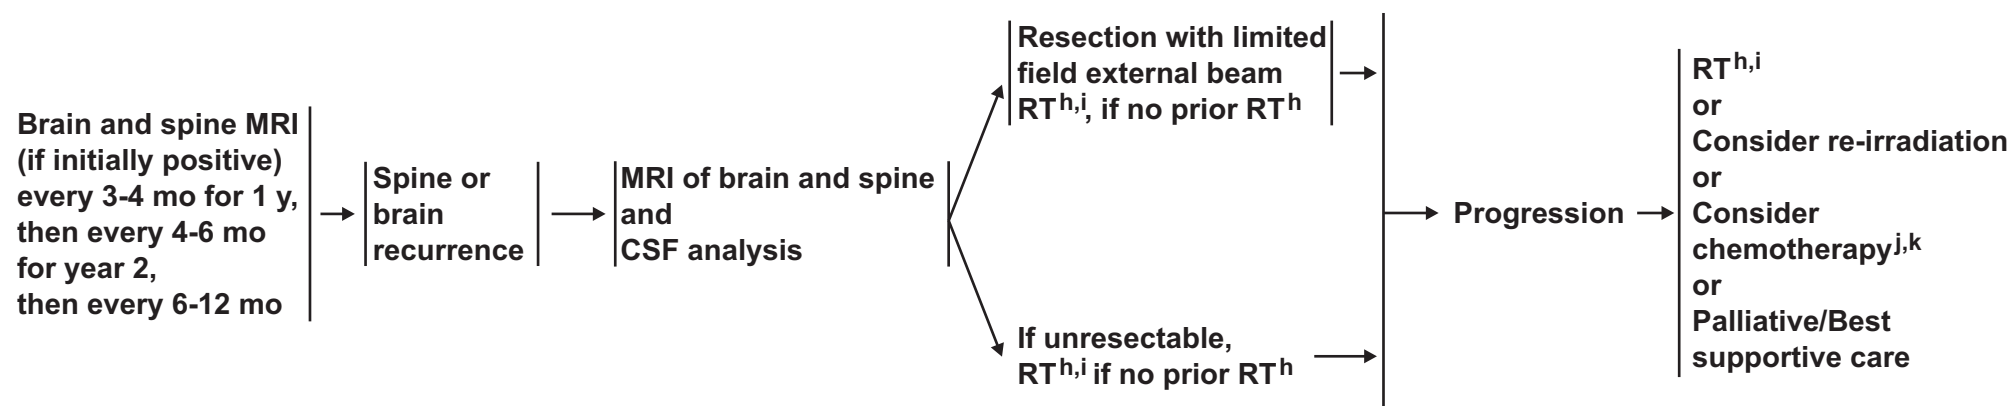 Brain and spine MRI
(if initially positive)
every 3-4 mo for 1 y,
then every 4-6 mo
for year 2,
then every 6-12 mo
Spine or
brain
recurrence
MRI of brain and spine
and
CSF analysis
Resection with limited
field external beam
RTh,i, if no prior RTh
If unresectable,
RTh,i if no prior RTh
Progression
RTh,i
or
Consider re-irradiation
or
Consider
chemotherapyj,k
or
Palliative/Best
supportive care